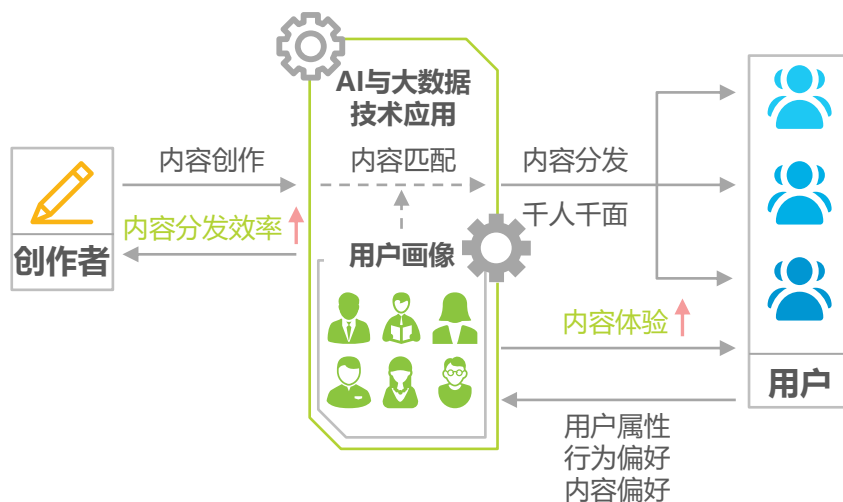 AI与大数据
技术应用
内容创作
内容匹配
内容分发
内容分发效率
千人千面
创作者
用户画像
内容体验
用户
用户属性
行为偏好
内容偏好